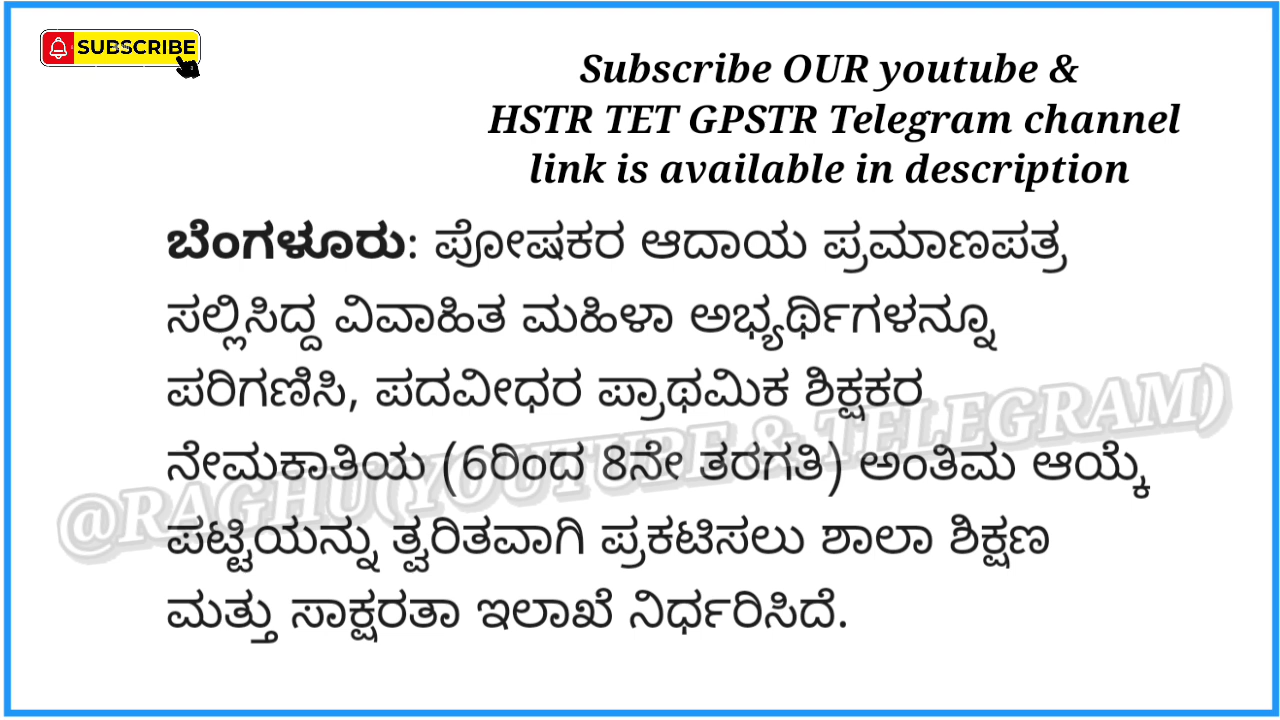 SUBSCRIBE
Subscribe OUR youtube &
HSTR TET GPSTR Telegram channel
link is available in description
ಬೆಂಗಳೂರು: ಪೋಷಕರ ಆದಾಯ ಪ್ರಮಾಣಪತ್ರ
ಸಲ್ಲಿಸಿದ್ದ ವಿವಾಹಿತ ಮಹಿಳಾ ಅಭ್ಯರ್ಥಿಗಳನ್ನೂ
ಪರಿಗಣಿಸಿ, ಪದವೀಧರ ಪ್ರಾಥಮಿಕ ಶಿಕ್ಷಕರ
ನೇಮಕಾತಿಯ (6ರಿಂದ 8ನೇ ತರಗತಿ) ಅಂತಿಮ ಆಯ್ಕೆ
ಪಟ್ಟಿಯನ್ನು ತ್ವರಿತವಾಗಿ ಪ್ರಕಟಿಸಲು ಶಾಲಾ ಶಿಕ್ಷಣ
ಮತ್ತು ಸಾಕ್ಷರತಾ ಇಲಾಖೆ ನಿರ್ಧರಿಸಿದೆ.
@RAGHU(YOUTUBE & TELEGRAM)